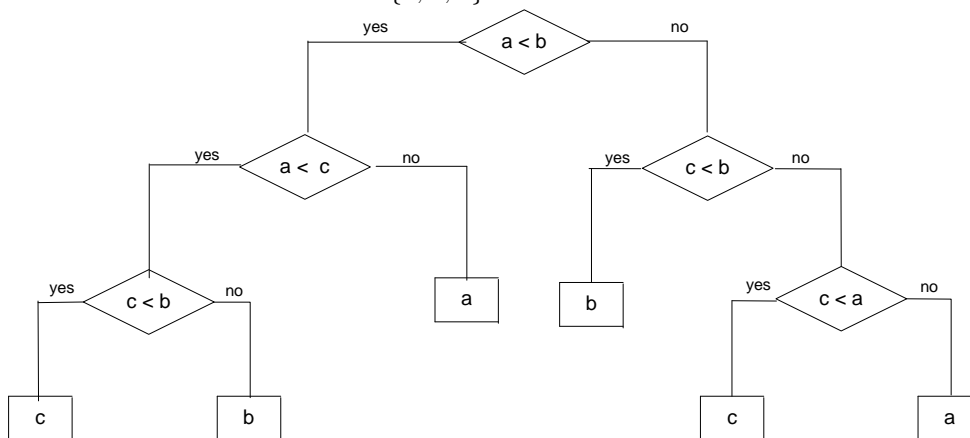 yes
a < b
no
yes
a < c
no
yes
c < b
no
yes
c < b
no
a
b
yes
c < a
no
c
b
c
a